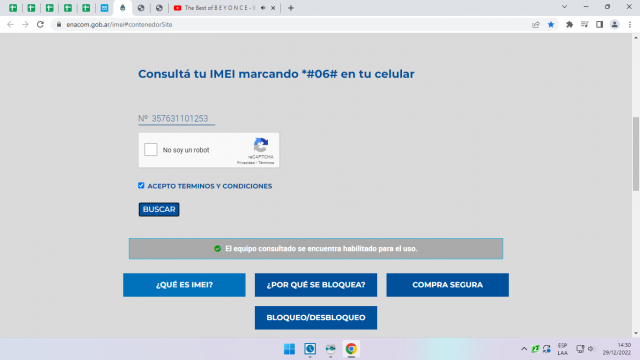 The Best of B E Y O N C E - 
enacom.gob.ar/imei#contenedorSite
Consultá tu IMEI marcando *#06# en tu celular
Nº 357631101253
No soy un robot
reCAPTCHA
Privacidad - Términos
ACEPTO TERMINOS Y CONDICIONES
BUSCAR
El equipo consultado se encuentra habilitado para el uso.
¿QUÉ ES IMEI?
¿POR QUÉ SE BLOQUEA?
COMPRA SEGURA
BLOQUEO/DESBLOQUEO
ESP
LAA
14:30
29/12/2022